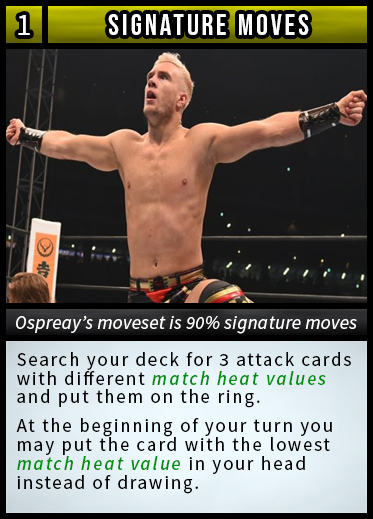 1 SIGNATURE MOVES
Ospreay's moveset is 90% signature moves
Search your deck for 3 attack cards
with different match heat values
and put them on the ring.
At the beginning of your turn you
may put the card with the lowest
match heat value in your head
instead of drawing.